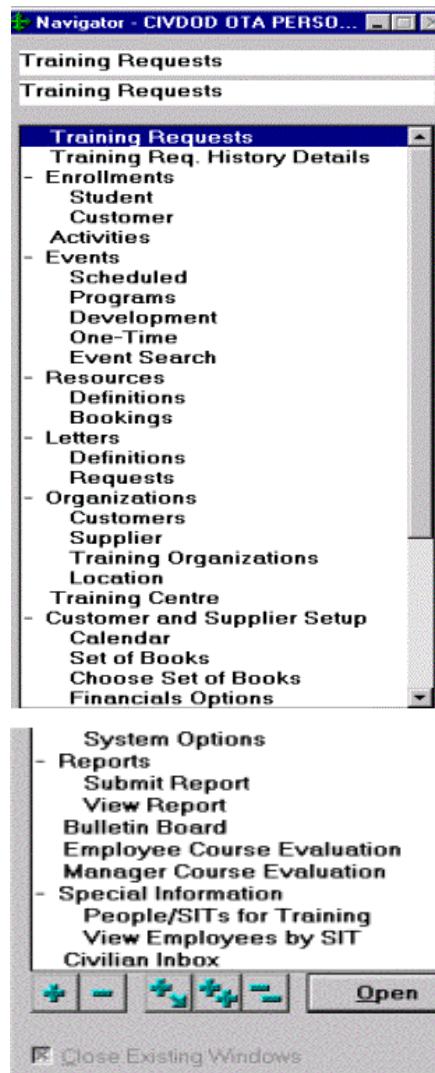 Navigator - CIVDOD OTA PERSO...
Training Requests
Training Requests
Training Requests
Training Req. History Details
- Enrollments
Student
Customer
Activities
- Events
Scheduled
Programs
Development
One-Time
Event Search
- Resources
Definitions
Bookings
- Letters
Definitions
Requests
- Organizations
Customers
Supplier
Training Organizations
Location
Training Centre
- Customer and Supplier Setup
Calendar
Set of Books
Choose Set of Books
Financials Options
System Options
- Reports
Submit Report
View Report
Bulletin Board
Employee Course Evaluation
Manager Course Evaluation
- Special Information
People/SITs for Training
View Employees by SIT
Civilian Inbox
Open
Close Existing Windows